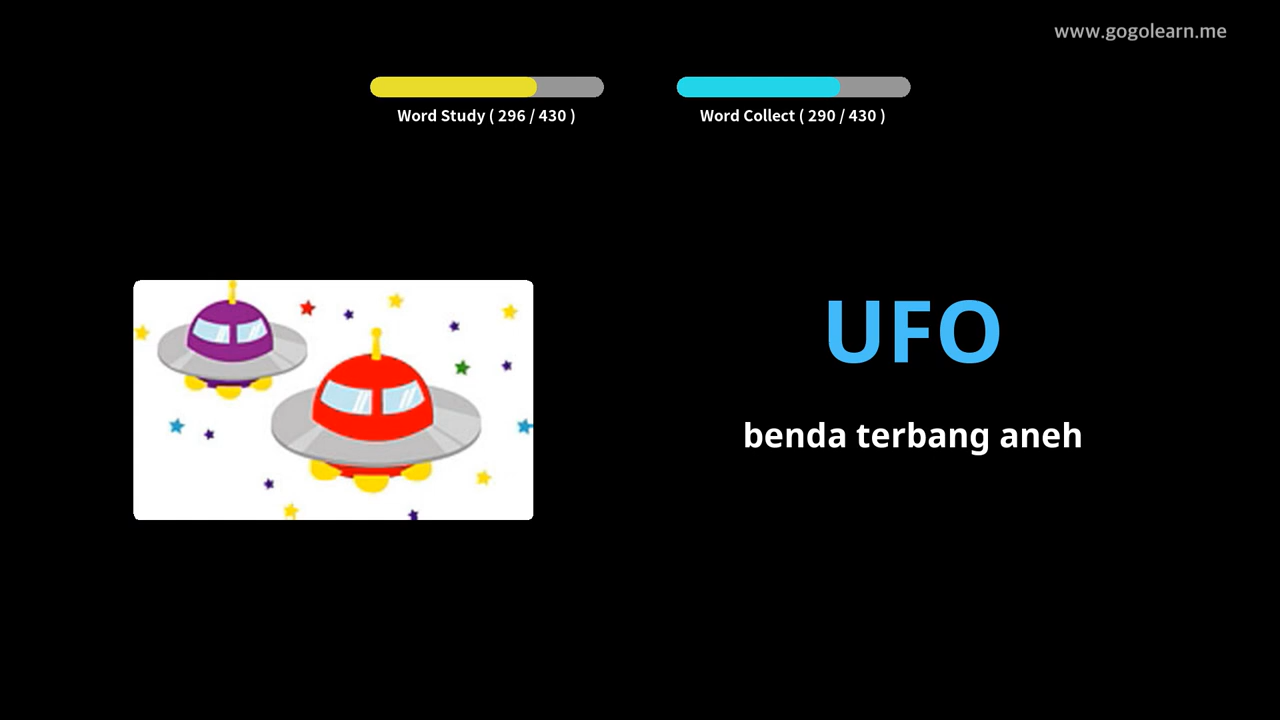 www.gogolearn.me
Word Study ( 296 / 430 )
Word Collect ( 290 / 430 )
UFO
benda terbang aneh